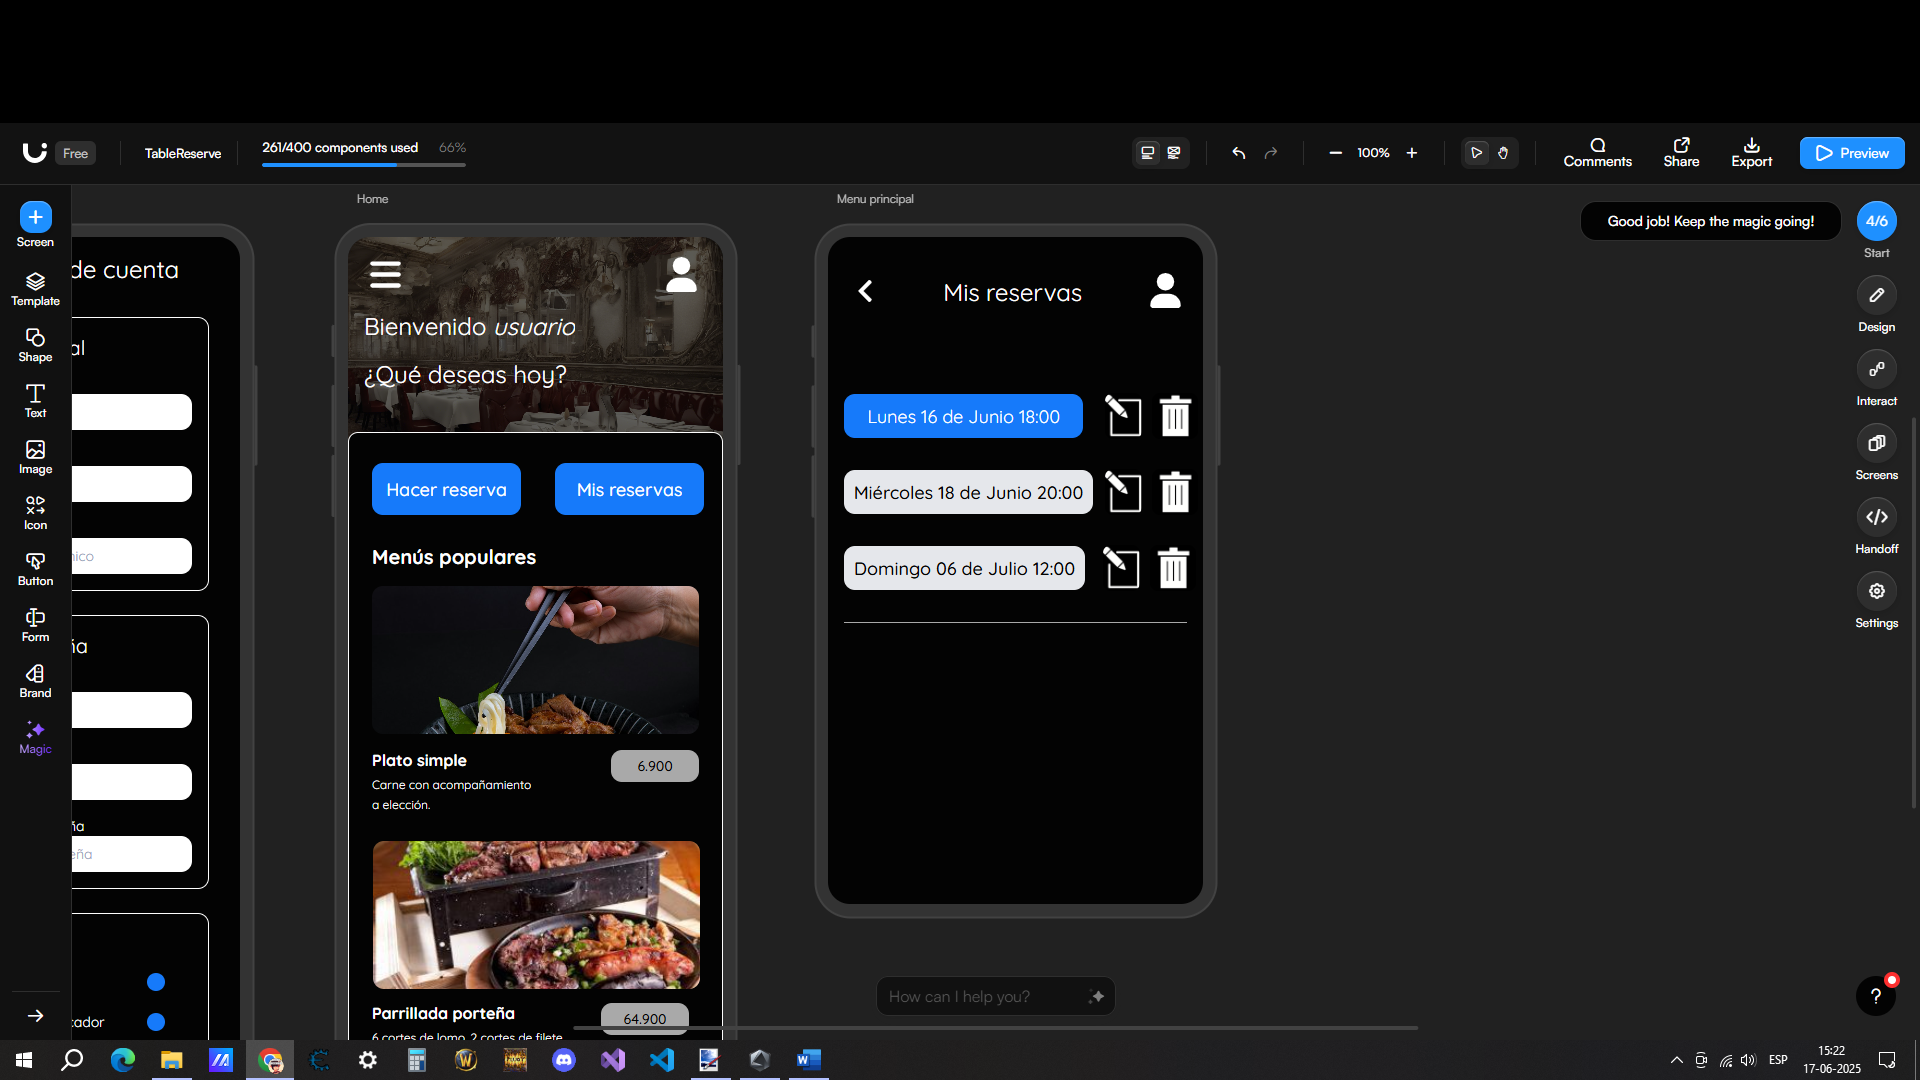 Free
TableReserve
261/400 components used
66%
100%
Comments
Share
Export
Preview
Screen
Template
Shape
Text
Image
Icon
Button
Form
Brand
Magic
de cuenta
al
nico
ña
ña
eña
cador
Home
Bienvenido usuario
¿Qué deseas hoy?
Hacer reserva
Mis reservas
Menús populares
Plato simple
6.900
Carne con acompañamiento
a elección.
Parrillada porteña
64.900
6 cortes de lomo, 2 cortes de filete
Menu principal
Mis reservas
Lunes 16 de Junio 18:00
Miércoles 18 de Junio 20:00
Domingo 06 de Julio 12:00
How can I help you?
Good job! Keep the magic going!
4/6
Start
Design
Interact
Screens
Handoff
Settings
?
ESP
15:22
17-06-2025